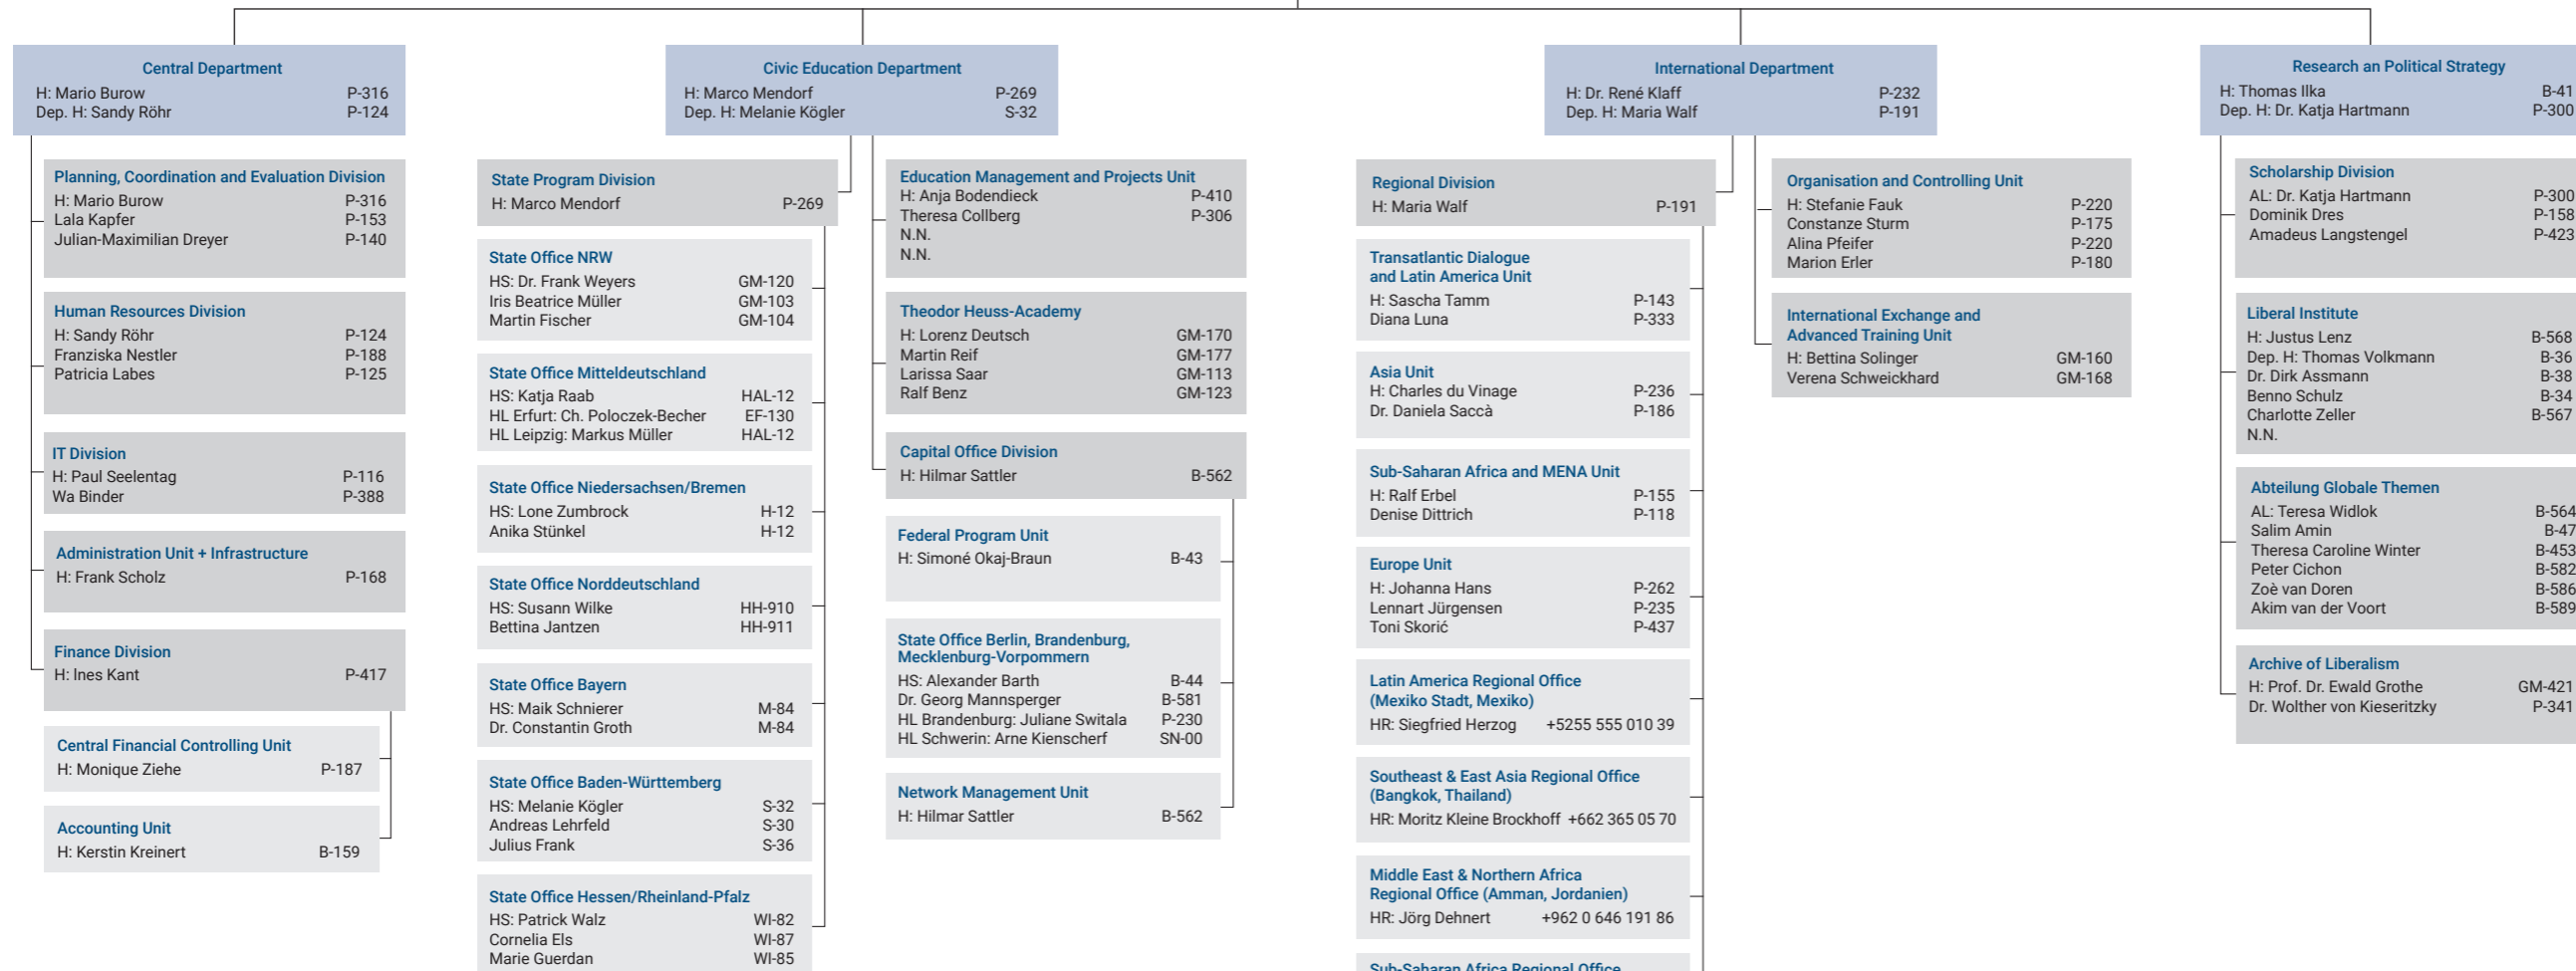 Central Department
H: Mario Burow P-316
Dep. H: Sandy Röhr P-124
Planning, Coordination and Evaluation Division
H: Mario Burow P-316
Lala Kapfer P-153
Julian-Maximilian Dreyer P-140
Human Resources Division
H: Sandy Röhr P-124
Franziska Nestler P-188
Patricia Labes P-125
IT Division
H: Paul Seelentag P-116
Wa Binder P-388
Administration Unit + Infrastructure
H: Frank Scholz P-168
Finance Division
H: Ines Kant P-417
Central Financial Controlling Unit
H: Monique Ziehe P-187
Accounting Unit
H: Kerstin Kreinert B-159
Civic Education Department
H: Marco Mendorf P-269
Dep. H: Melanie Kögler S-32
State Program Division
H: Marco Mendorf P-269
State Office NRW
HS: Dr. Frank Weyers GM-120
Iris Beatrice Müller GM-103
Martin Fischer GM-104
State Office Mitteldeutschland
HS: Katja Raab HAL-12
HL Erfurt: Ch. Poloczek-Becher EF-130
HL Leipzig: Markus Müller HAL-12
State Office Niedersachsen/Bremen
HS: Lone Zumbrock H-12
Anika Stünkel H-12
State Office Norddeutschland
HS: Susann Wilke HH-910
Bettina Jantzen HH-911
State Office Bayern
HS: Maik Schnierer M-84
Dr. Constantin Groth M-84
State Office Baden-Württemberg
HS: Melanie Kögler S-32
Andreas Lehrfeld S-30
Julius Frank S-36
State Office Hessen/Rheinland-Pfalz
HS: Patrick Walz WI-82
Cornelia Els WI-87
Marie Guerdan WI-85
Education Management and Projects Unit
H: Anja Bodendieck P-410
Theresa Collberg P-306
N.N.
N.N.
Theodor Heuss-Academy
H: Lorenz Deutsch GM-170
Martin Reif GM-177
Larissa Saar GM-113
Ralf Benz GM-123
Capital Office Division
H: Hilmar Sattler B-562
Federal Program Unit
H: Simoné Okaj-Braun B-43
State Office Berlin, Brandenburg,
Mecklenburg-Vorpommern
HS: Alexander Barth B-44
Dr. Georg Mannsperger B-581
HL Brandenburg: Juliane Switala P-230
HL Schwerin: Arne Kienscherf SN-00
Network Management Unit
H: Hilmar Sattler B-562
International Department
H: Dr. René Klaff P-232
Dep. H: Maria Walf P-191
Regional Division
H: Maria Walf P-191
Transatlantic Dialogue
and Latin America Unit
H: Sascha Tamm P-143
Diana Luna P-333
Asia Unit
H: Charles du Vinage P-236
Dr. Daniela Saccà P-186
Sub-Saharan Africa and MENA Unit
H: Ralf Erbel P-155
Denise Dittrich P-118
Europe Unit
H: Johanna Hans P-262
Lennart Jürgensen P-235
Toni Skorić P-437
Latin America Regional Office
(Mexiko Stadt, Mexiko)
HR: Siegfried Herzog +5255 555 010 39
Southeast & East Asia Regional Office
(Bangkok, Thailand)
HR: Moritz Kleine Brockhoff +662 365 05 70
Middle East & Northern Africa
Regional Office (Amman, Jordanien)
HR: Jörg Dehnert +962 0 646 191 86
Sub-Saharan Africa Regional Office
Organisation and Controlling Unit
H: Stefanie Fauk P-220
Constanze Sturm P-175
Alina Pfeifer P-220
Marion Erler P-180
International Exchange and
Advanced Training Unit
H: Bettina Solinger GM-160
Verena Schweickhard GM-168
Research an Political Strategy
H: Thomas Ilka B-41
Dep. H: Dr. Katja Hartmann P-300
Scholarship Division
AL: Dr. Katja Hartmann P-300
Dominik Dres P-158
Amadeus Langstengel P-423
Liberal Institute
H: Justus Lenz B-568
Dep. H: Thomas Volkmann B-36
Dr. Dirk Assmann B-38
Benno Schulz B-34
Charlotte Zeller B-567
N.N.
Abteilung Globale Themen
AL: Teresa Widlok B-564
Salim Amin B-47
Theresa Caroline Winter B-453
Peter Cichon B-582
Zoè van Doren B-586
Akim van der Voort B-589
Archive of Liberalism
H: Prof. Dr. Ewald Grothe GM-421
Dr. Wolther von Kieseritzky P-341